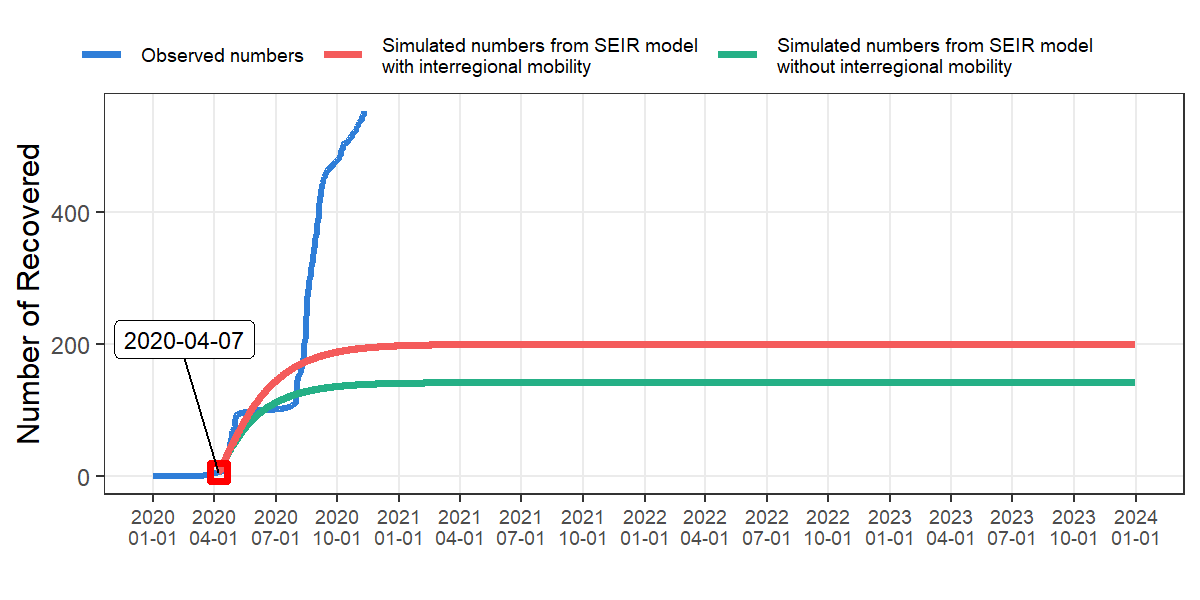 Observed numbers
Simulated numbers from SEIR model
with interregional mobility
Simulated numbers from SEIR model
without interregional mobility
Number of Recovered
400
200
0
2020-04-07
2020 2020 2020 2020 2021 2021 2021 2021 2022 2022 2022 2022 2023 2023 2023 2023 2024
01-01 04-01 07-01 10-01 01-01 04-01 07-01 10-01 01-01 04-01 07-01 10-01 01-01 04-01 07-01 10-01 01-01